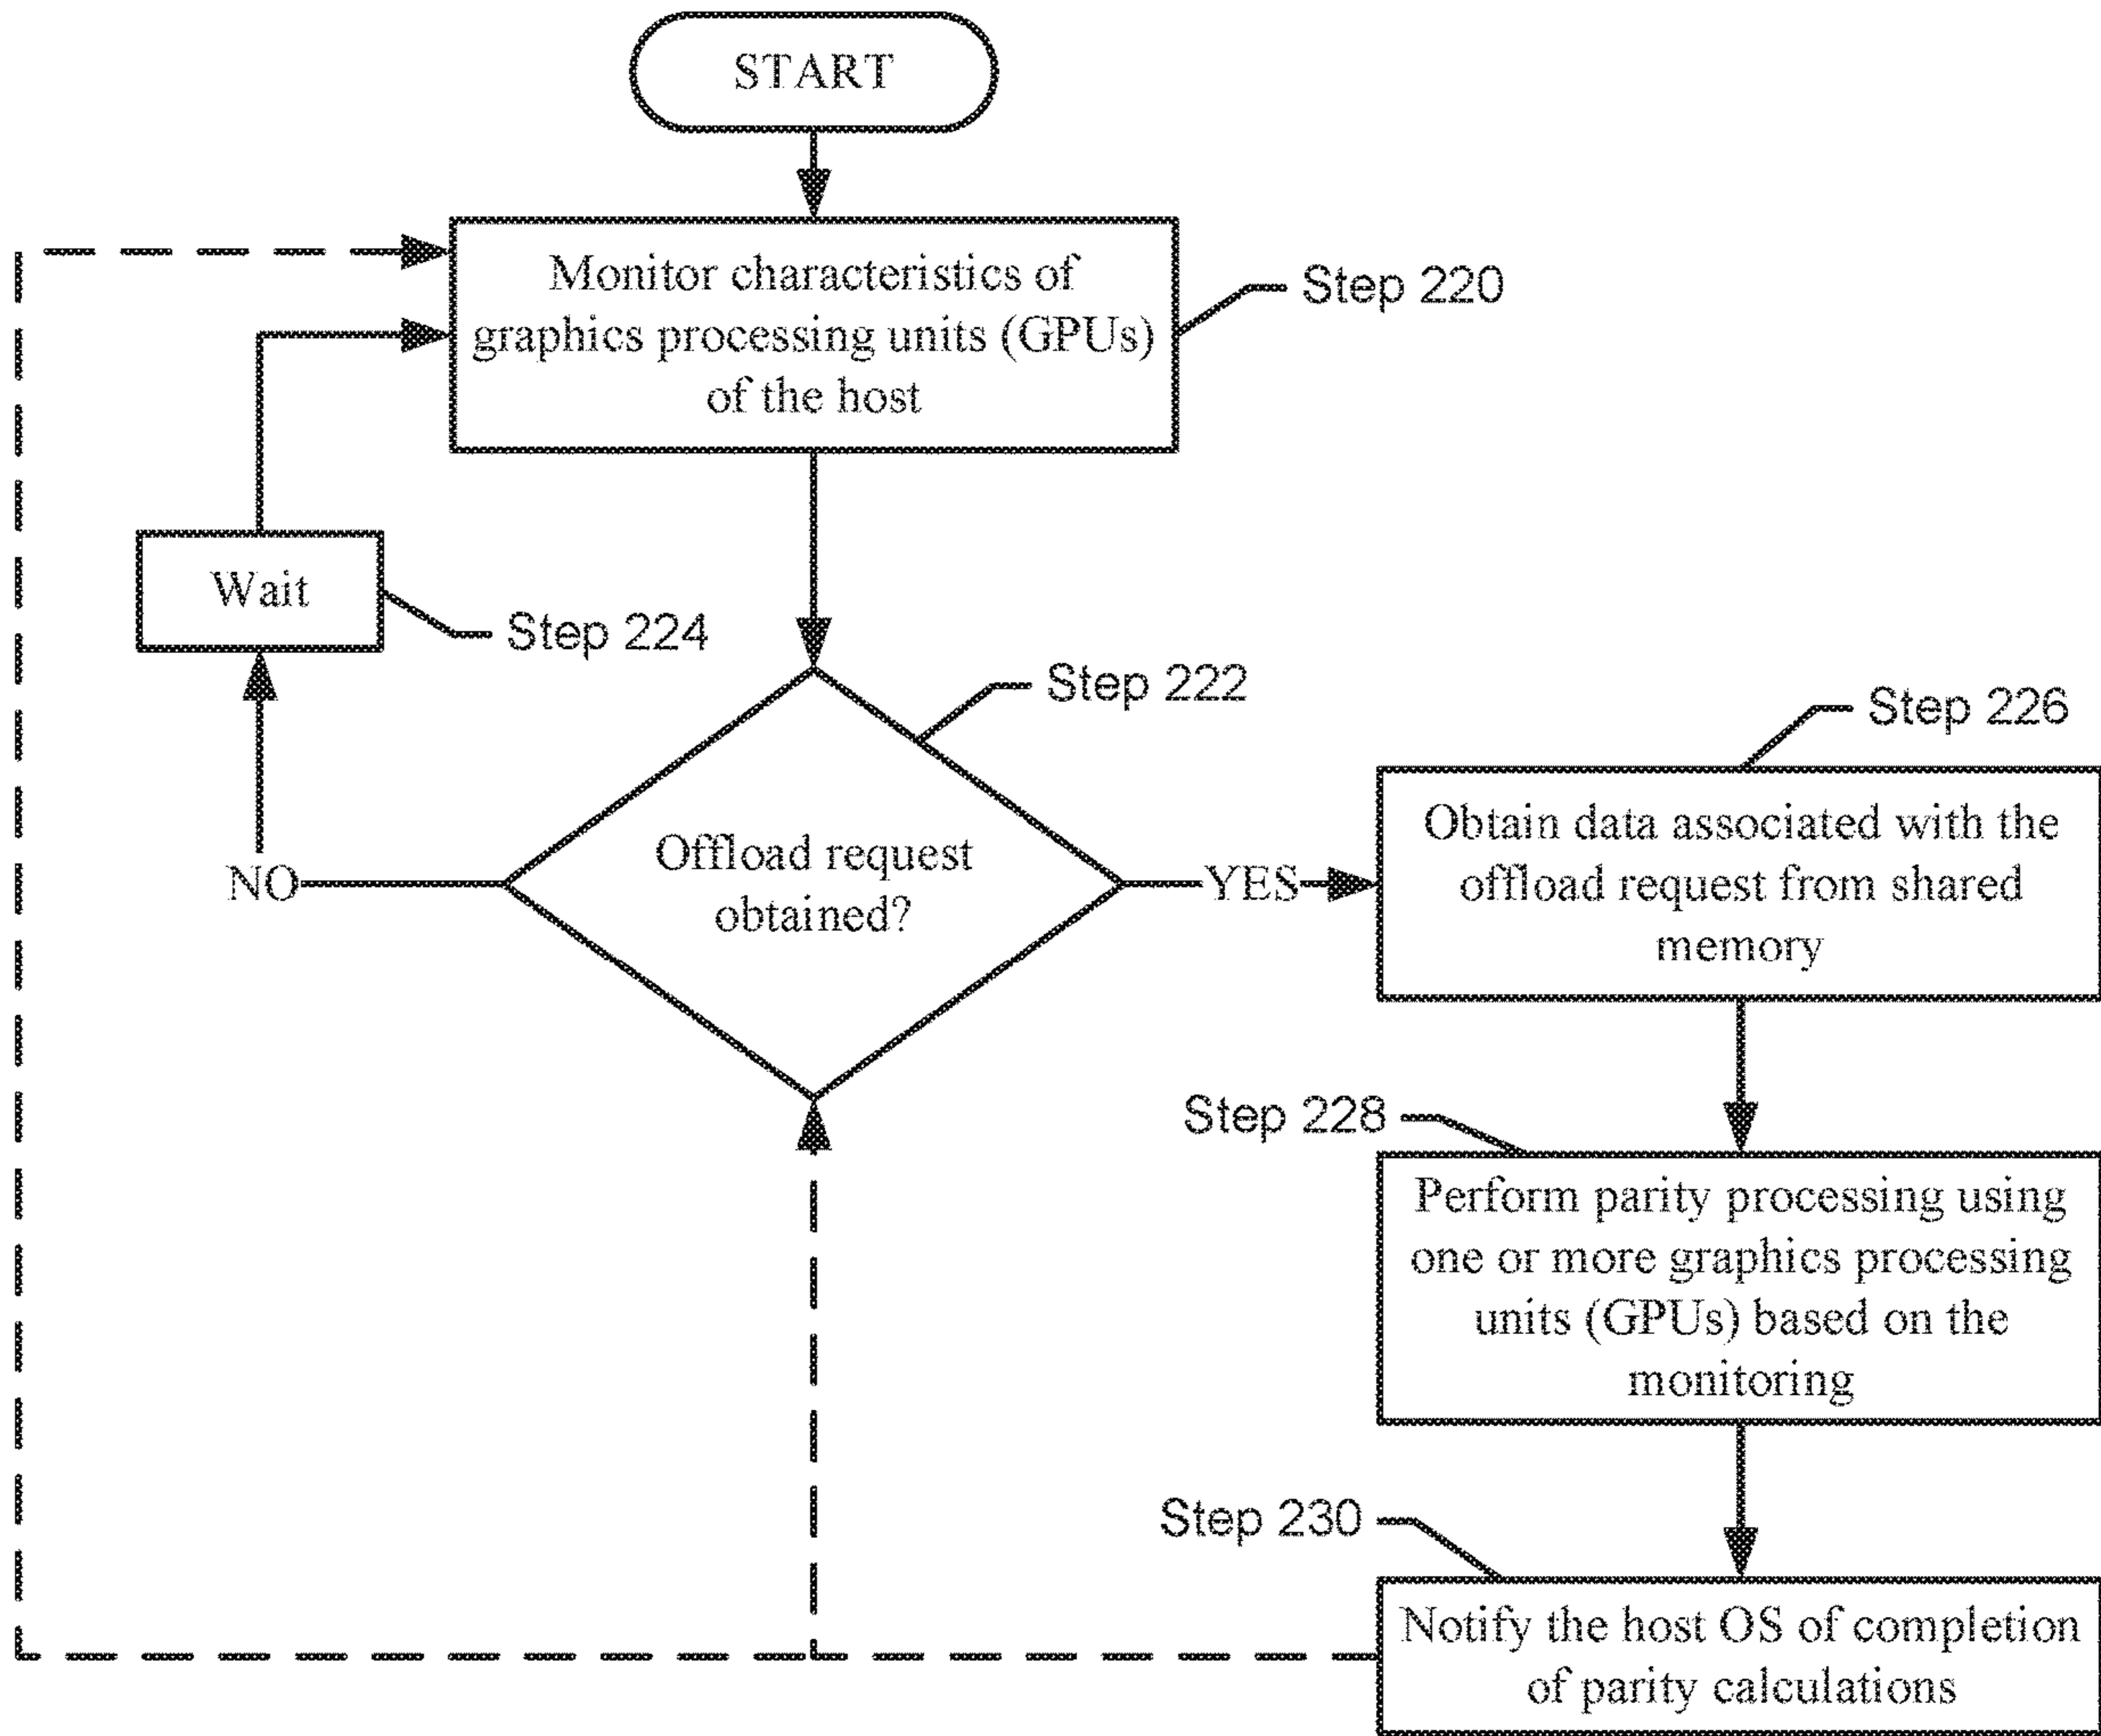 START
Monitor characteristics of
graphics processing units (GPUs)
of the host
Step 220
Wait
Step 224
Step 222
Offload request
obtained?
NO
YES
Step 226
Obtain data associated with the
offload request from shared
memory
Step 228
Perform parity processing using
one or more graphics processing
units (GPUs) based on the
monitoring
Step 230
Notify the host OS of completion
of parity calculations